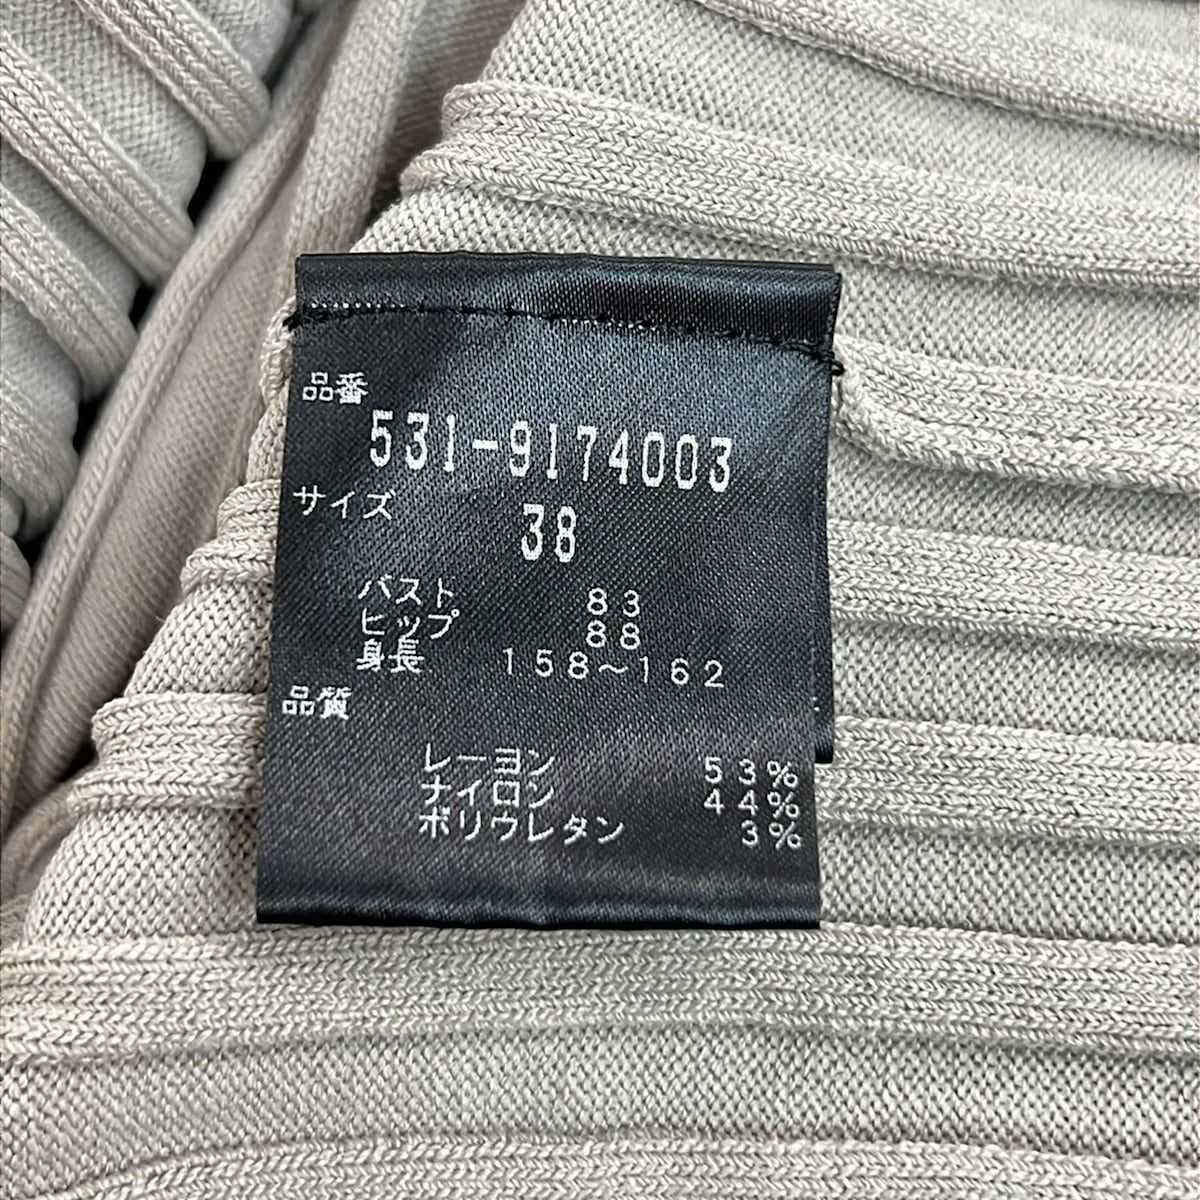 品番
531-9174003
サイズ 38
バスト 83
ヒップ 88
身長 158~162
品質
レーヨン 53%
ナイロン 44%
ポリウレタン 3%